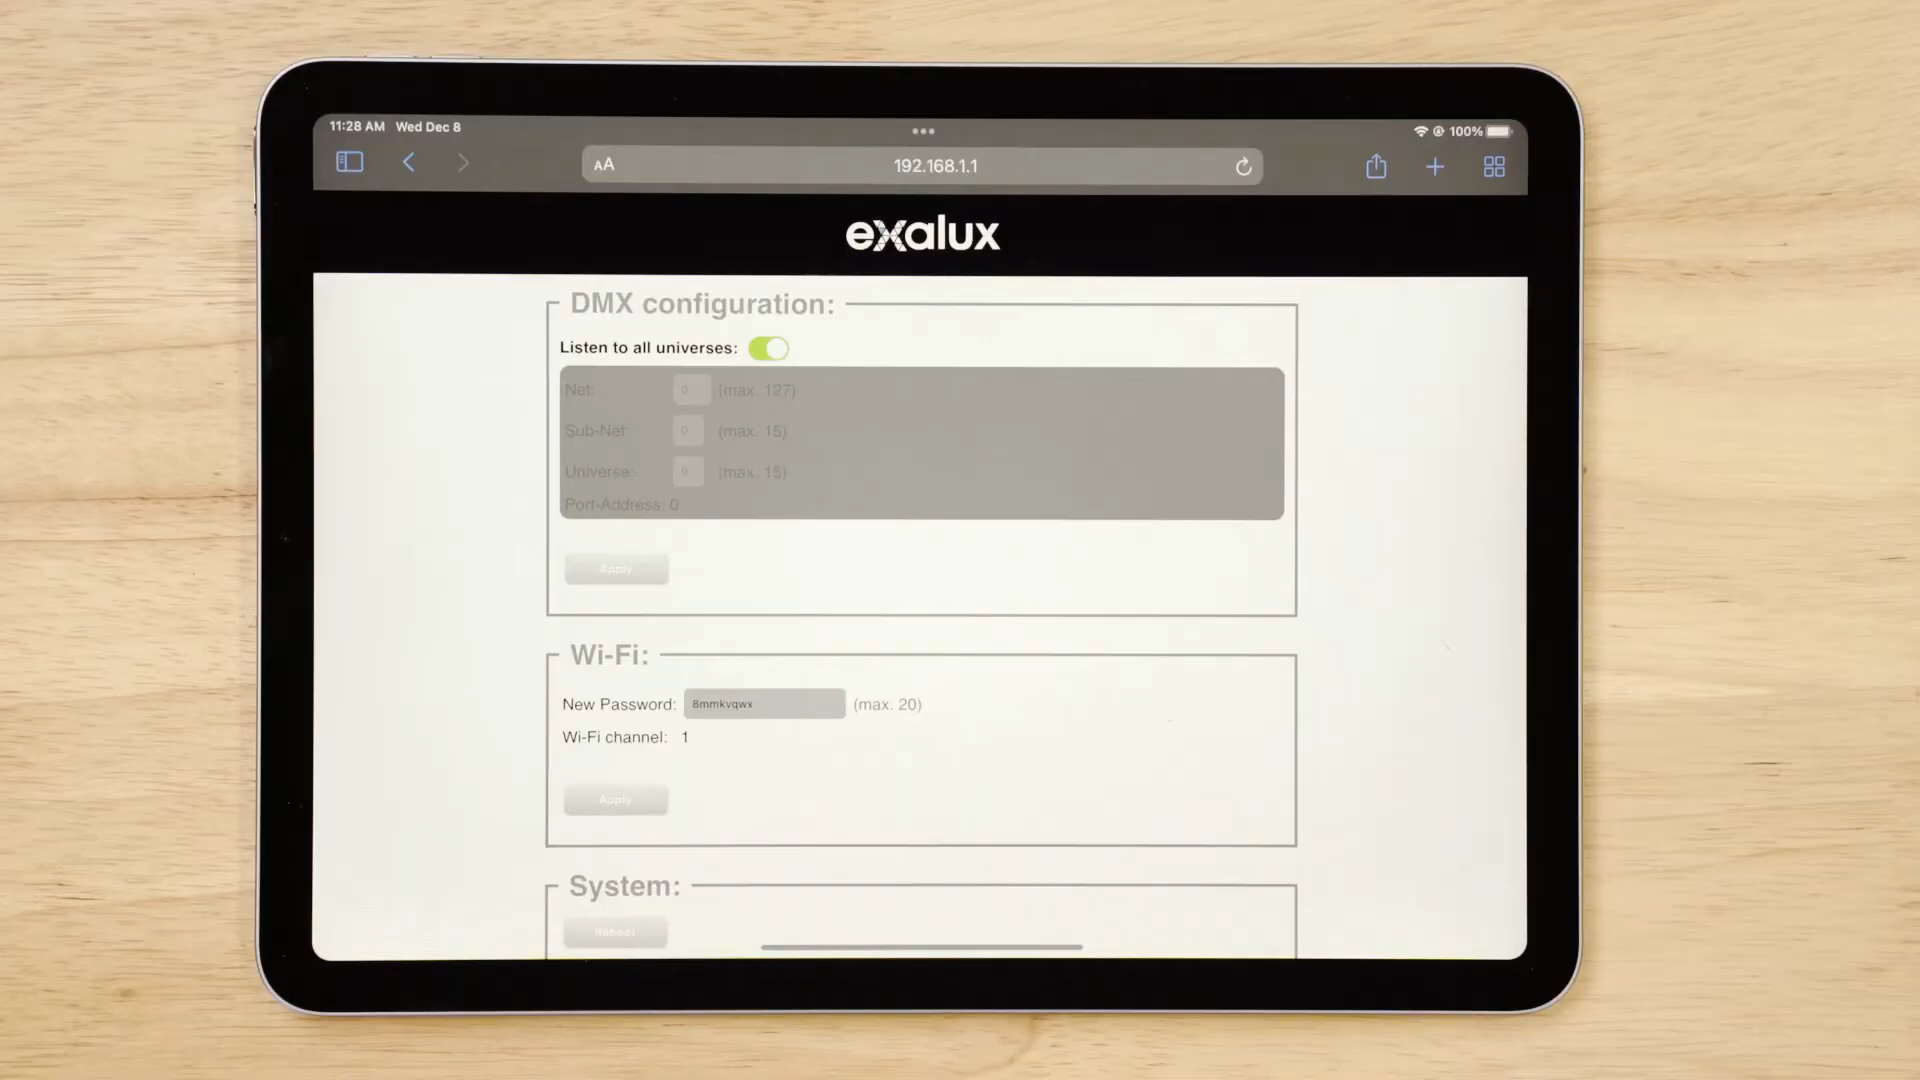 11:28 AM Wed Dec 8
100%
AA 192.168.1.1
exalux
DMX configuration:
Listen to all universes:
Net: 0 (max. 127)
Sub-Net: 0 (max. 15)
Universe: 0 (max. 15)
Port-Address: 0
Apply
Wi-Fi:
New Password: 8mmkvqwx (max. 20)
Wi-Fi channel: 1
Apply
System:
Reboot